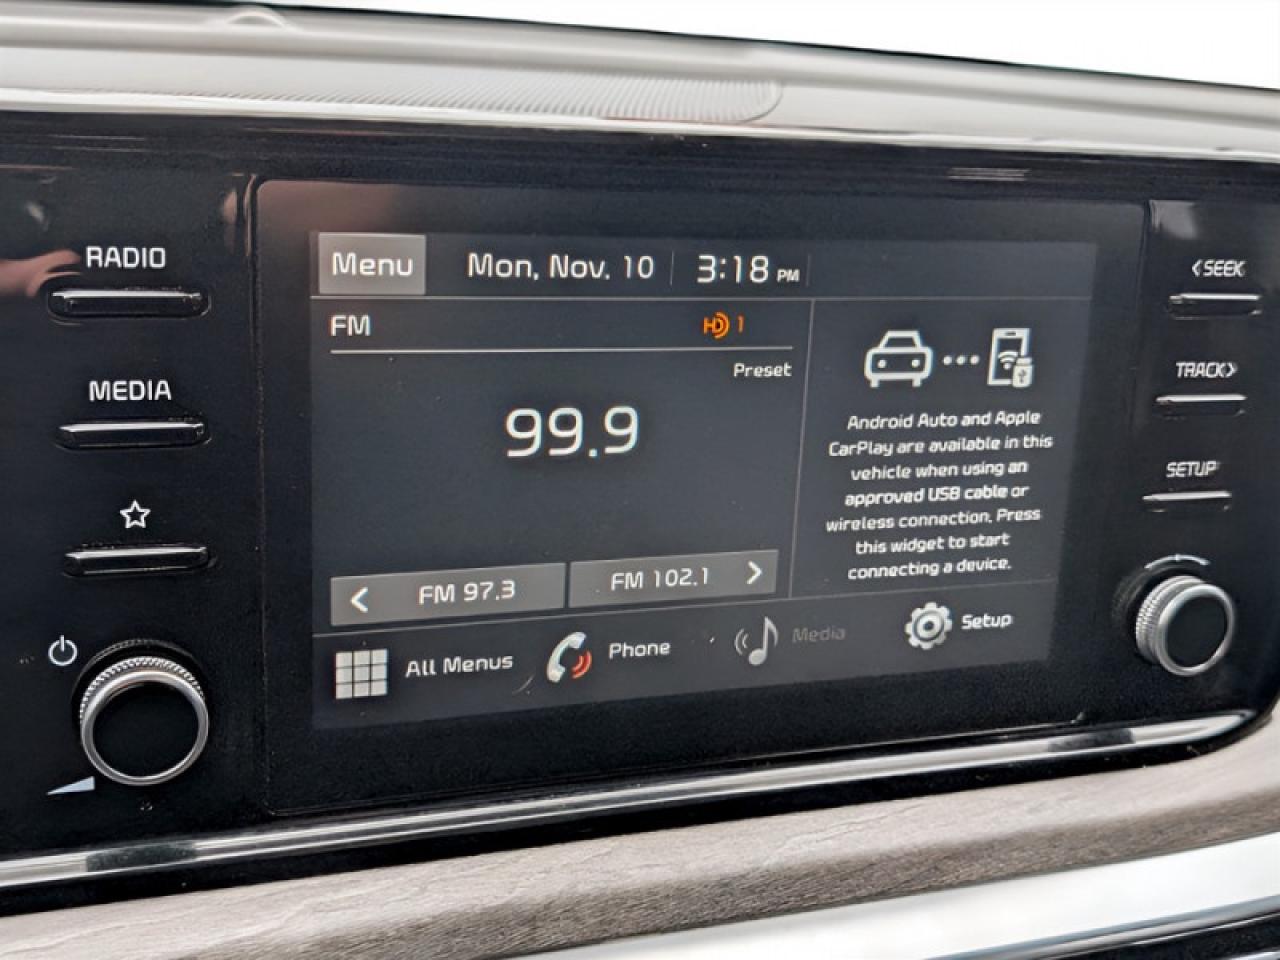 RADIO
MEDIA
Menu
Mon, Nov. 10
3:18 PM
FM
HD 1
Preset
99.9
FM 97.3
FM 102.1
Android Auto and Apple
CarPlay are available in this
vehicle when using an
approved USB cable or
wireless connection. Press
this widget to start
connecting a device.
All Menus
Phone
Media
Setup
<SEEK
TRACK>
SETUP